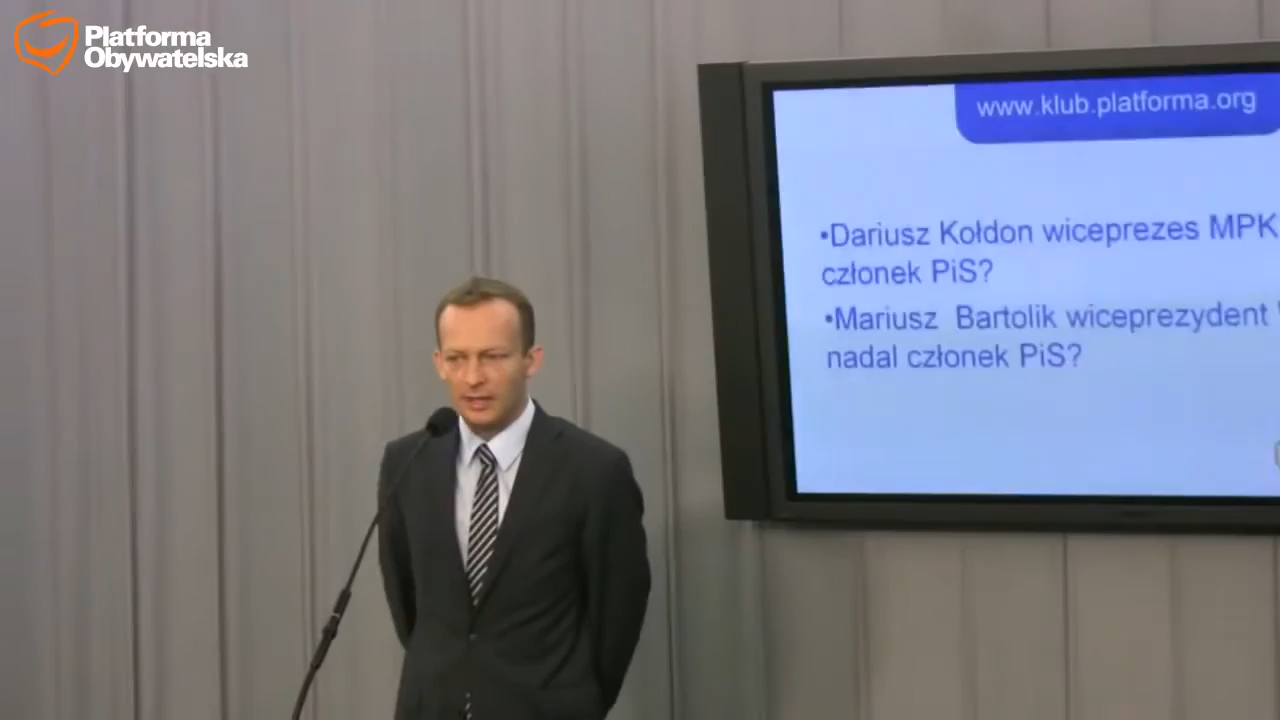 Platforma
Obywatelska
www.klub.platforma.org
•Dariusz Kołdon wiceprezes MPK
członek PiS?
•Mariusz Bartolik wiceprezydent
nadal członek PiS?